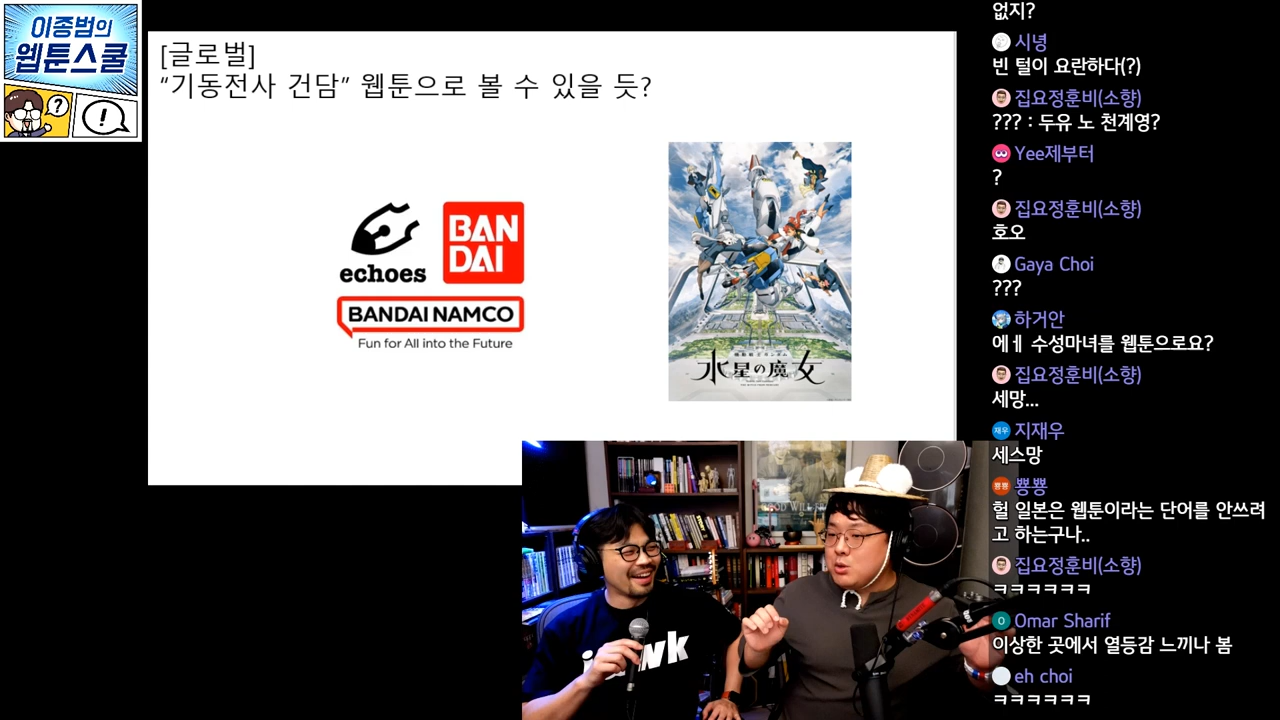 이종범의
웹툰스쿨
?
!
[글로벌]
“기동전사 건담” 웹툰으로 볼 수 있을 듯?
echoes
BAN
DAI
BANDAI NAMCO
Fun for All into the Future
水星の魔女
없지?
시녕
빈 털이 요란하다(?)
집요정훈비(소향)
??? : 두유 노 천계영?
Yee제부터
?
집요정훈비(소향)
호오
Gaya Choi
???
하거안
에ㅔ 수성마녀를 웹툰으로요?
집요정훈비(소향)
세망...
재우 지재우
세스망
뿅뿅 뿅뿅
헐 일본은 웹툰이라는 단어를 안쓰려
고 하는구나..
집요정훈비(소향)
ㅋㅋㅋㅋㅋㅋ
O Omar Sharif
이상한 곳에서 열등감 느끼나 봄
eh choi
ㅋㅋㅋㅋㅋㅋ